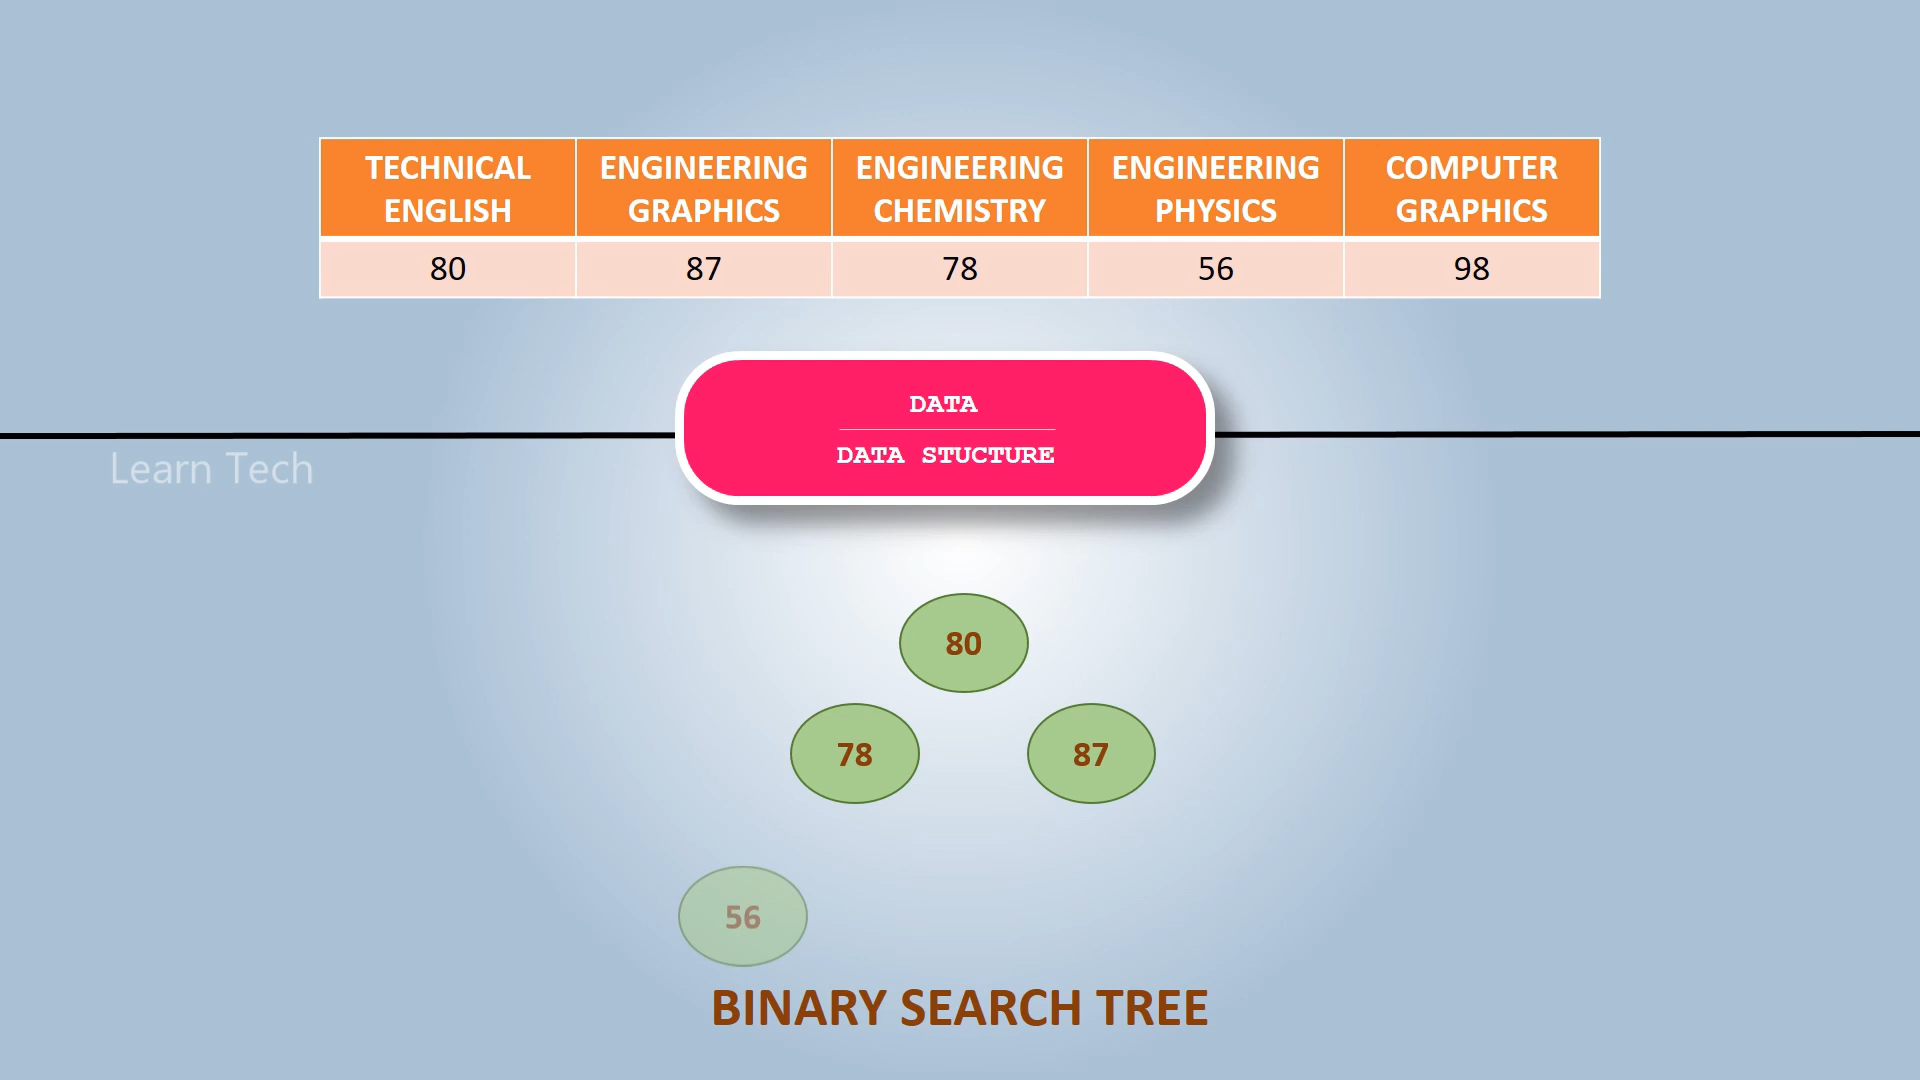 TECHNICAL ENGLISH
ENGINEERING GRAPHICS
ENGINEERING CHEMISTRY
ENGINEERING PHYSICS
COMPUTER GRAPHICS
80 87 78 56 98
DATA
DATA STUCTURE
Learn Tech
80
78 87
56
BINARY SEARCH TREE